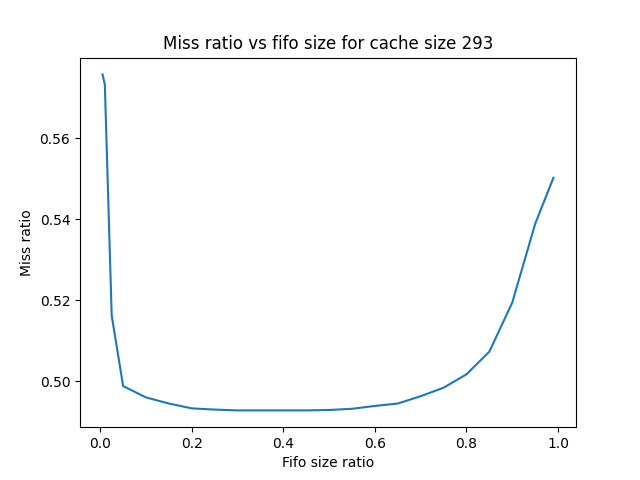 Miss ratio vs fifo size for cache size 293
0.56
0.54
0.52
0.50
Miss ratio
0.0 0.2 0.4 0.6 0.8 1.0
Fifo size ratio